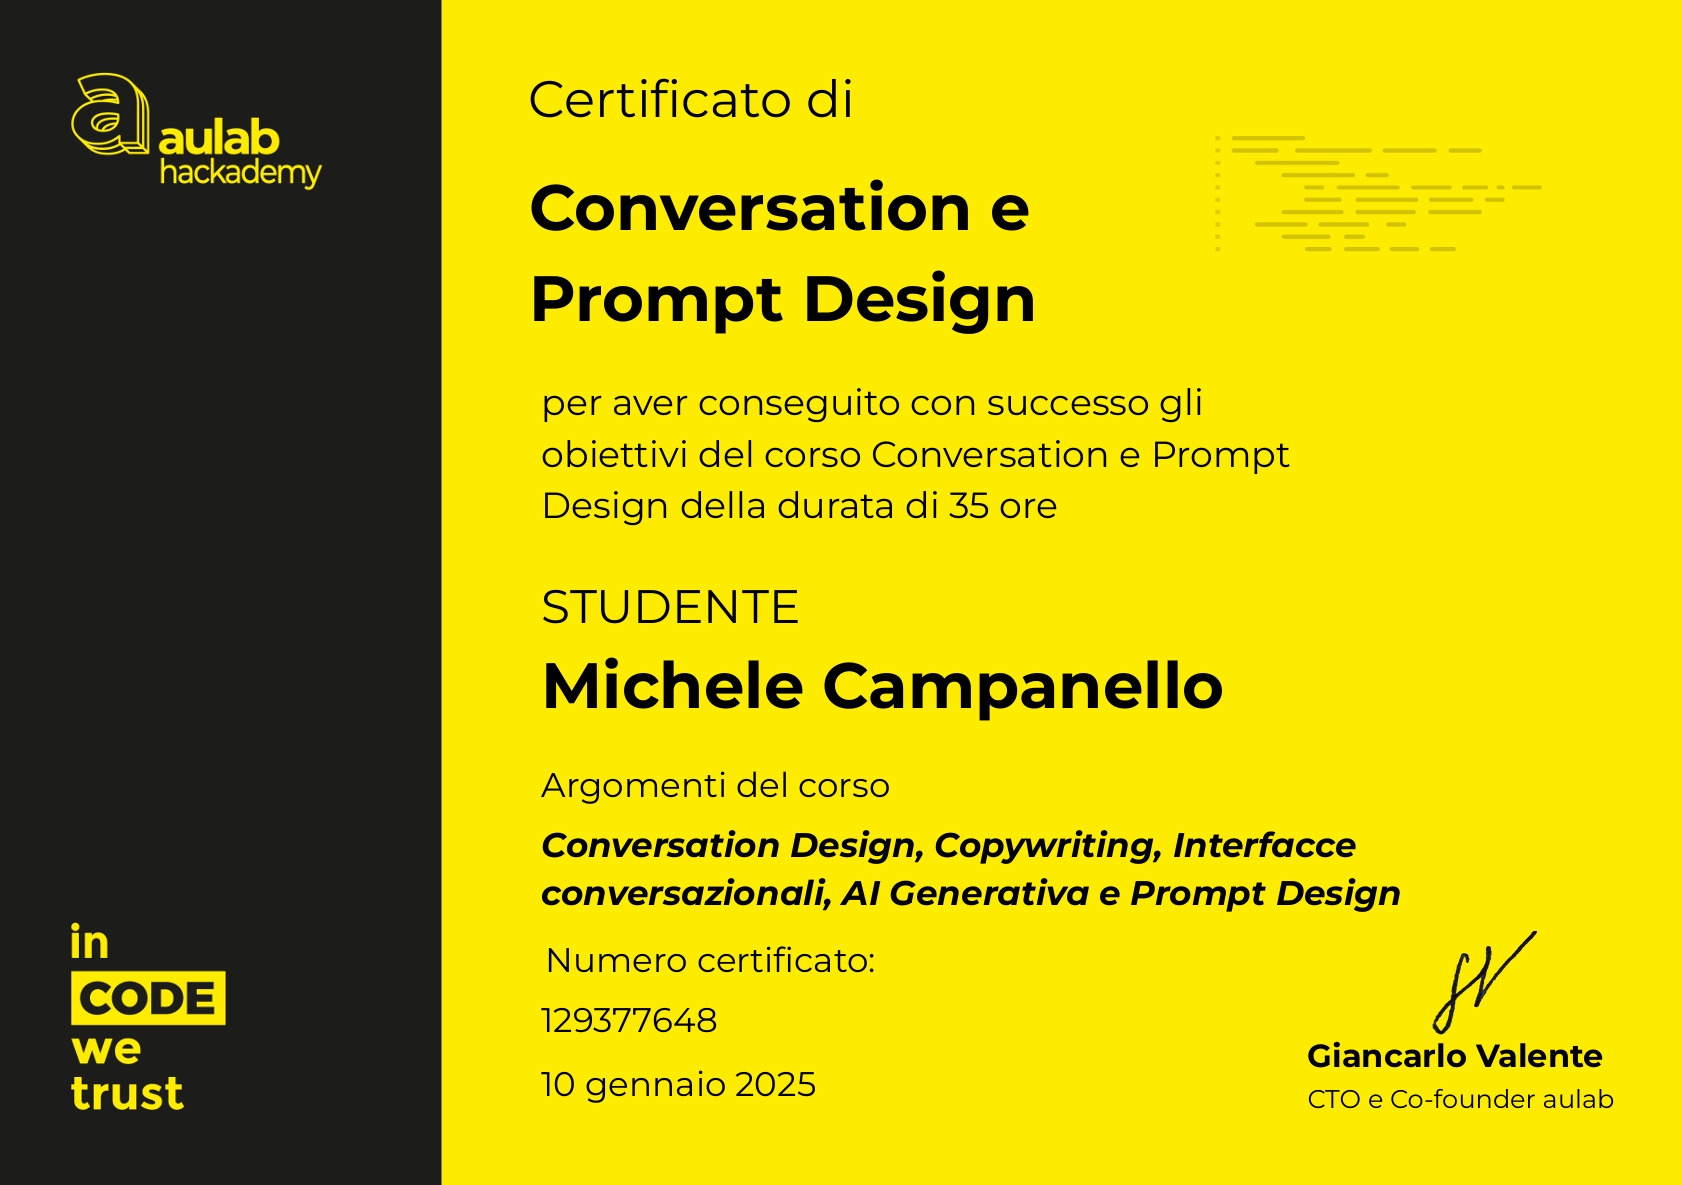 aulab
hackademy
Certificato di
Conversation e
Prompt Design
per aver conseguito con successo gli
obiettivi del corso Conversation e Prompt
Design della durata di 35 ore
STUDENTE
Michele Campanello
Argomenti del corso
Conversation Design, Copywriting, Interfacce
conversazionali, AI Generativa e Prompt Design
Numero certificato:
129377648
10 gennaio 2025
in
CODE
we
trust
Giancarlo Valente
CTO e Co-founder aulab